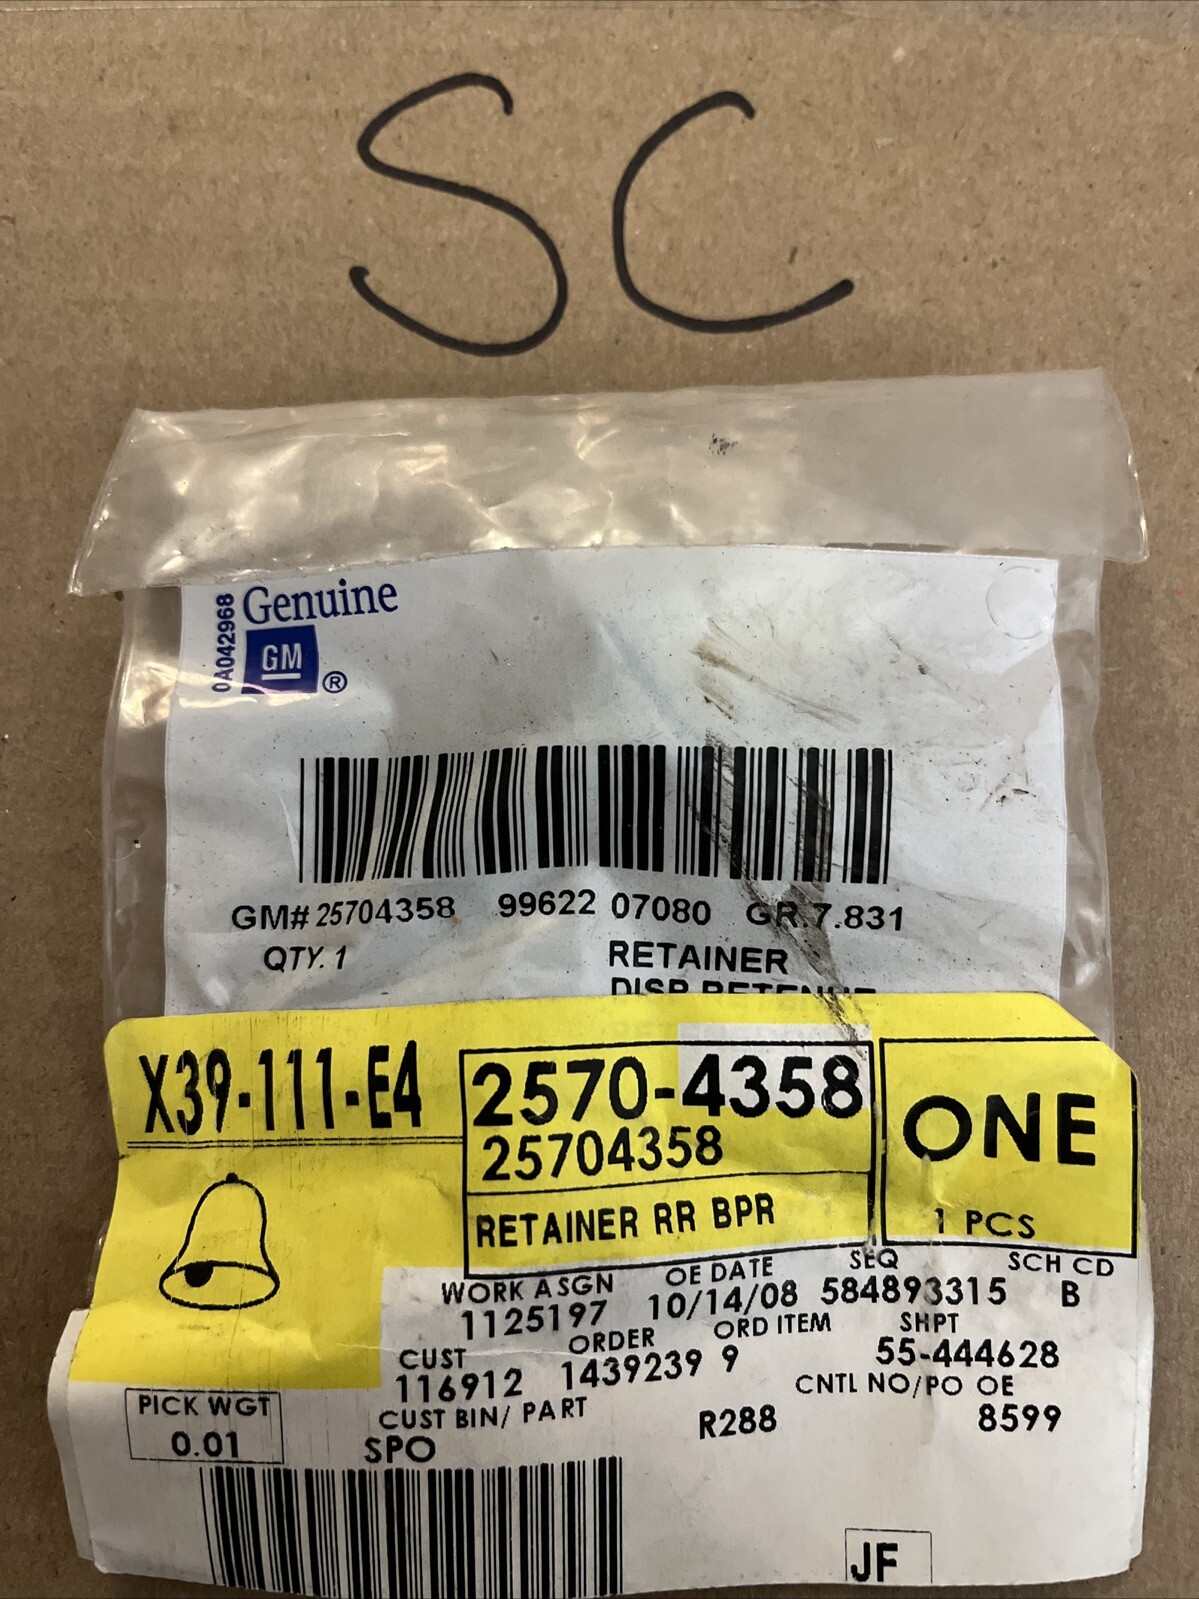 SC
Genuine
0A042968
GM
®
GM# 25704358 99622 07080 GR.7.831
QTY. 1 RETAINER
DISP RETENUE
X39-111-E4
2570-4358
25704358
RETAINER RR BPR
ONE
1 PCS
WORK ASGN OE DATE SEQ SCH CD
1125197 10/14/08 584893315 B
CUST ORDER ORD ITEM SHPT
116912 1439239 9 55-444628
CUST BIN/ PART CNTL NO/PO OE
SPO R288 8599
PICK WGT
0.01
JF